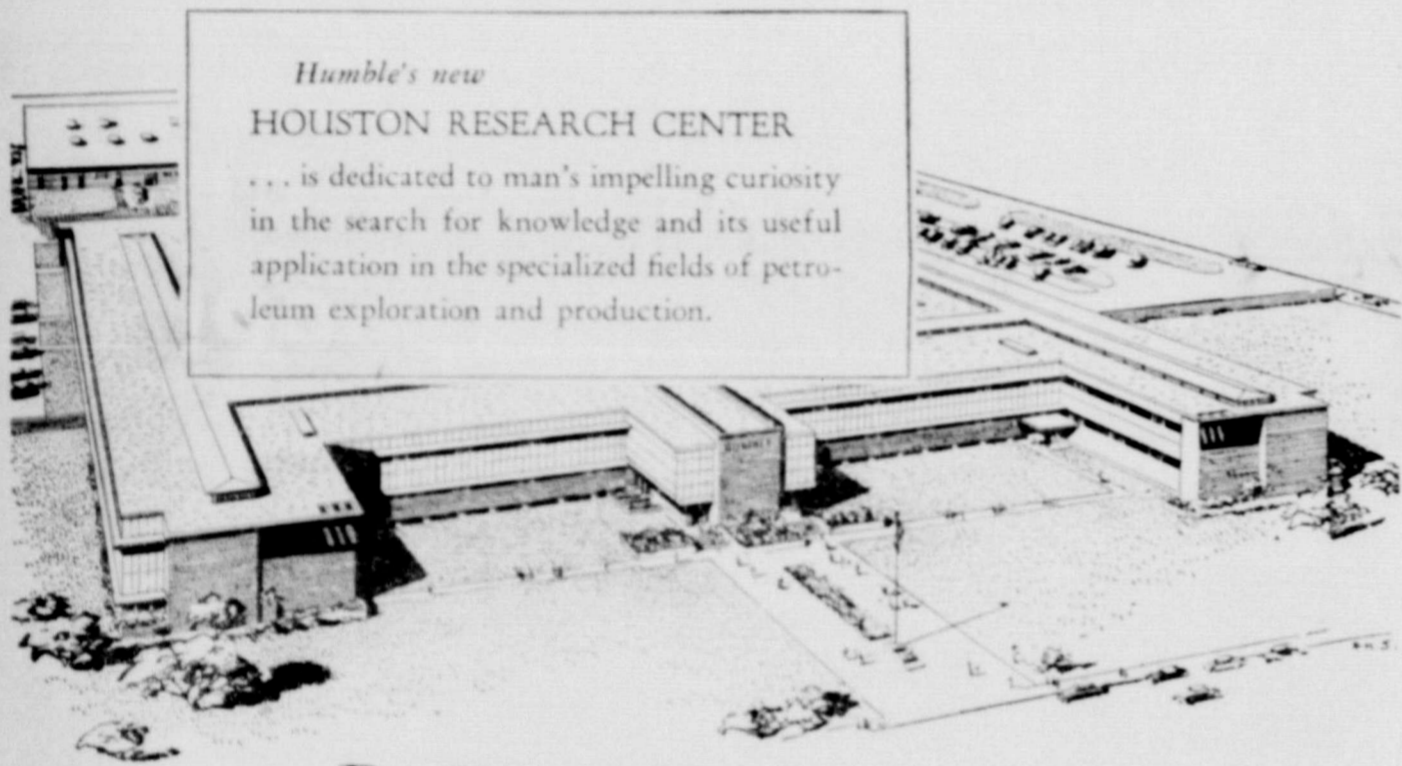 Humble's new
HOUSTON RESEARCH CENTER
... is dedicated to man's impelling curiosity
in the search for knowledge and its useful
application in the specialized fields of petro-
leum exploration and production.